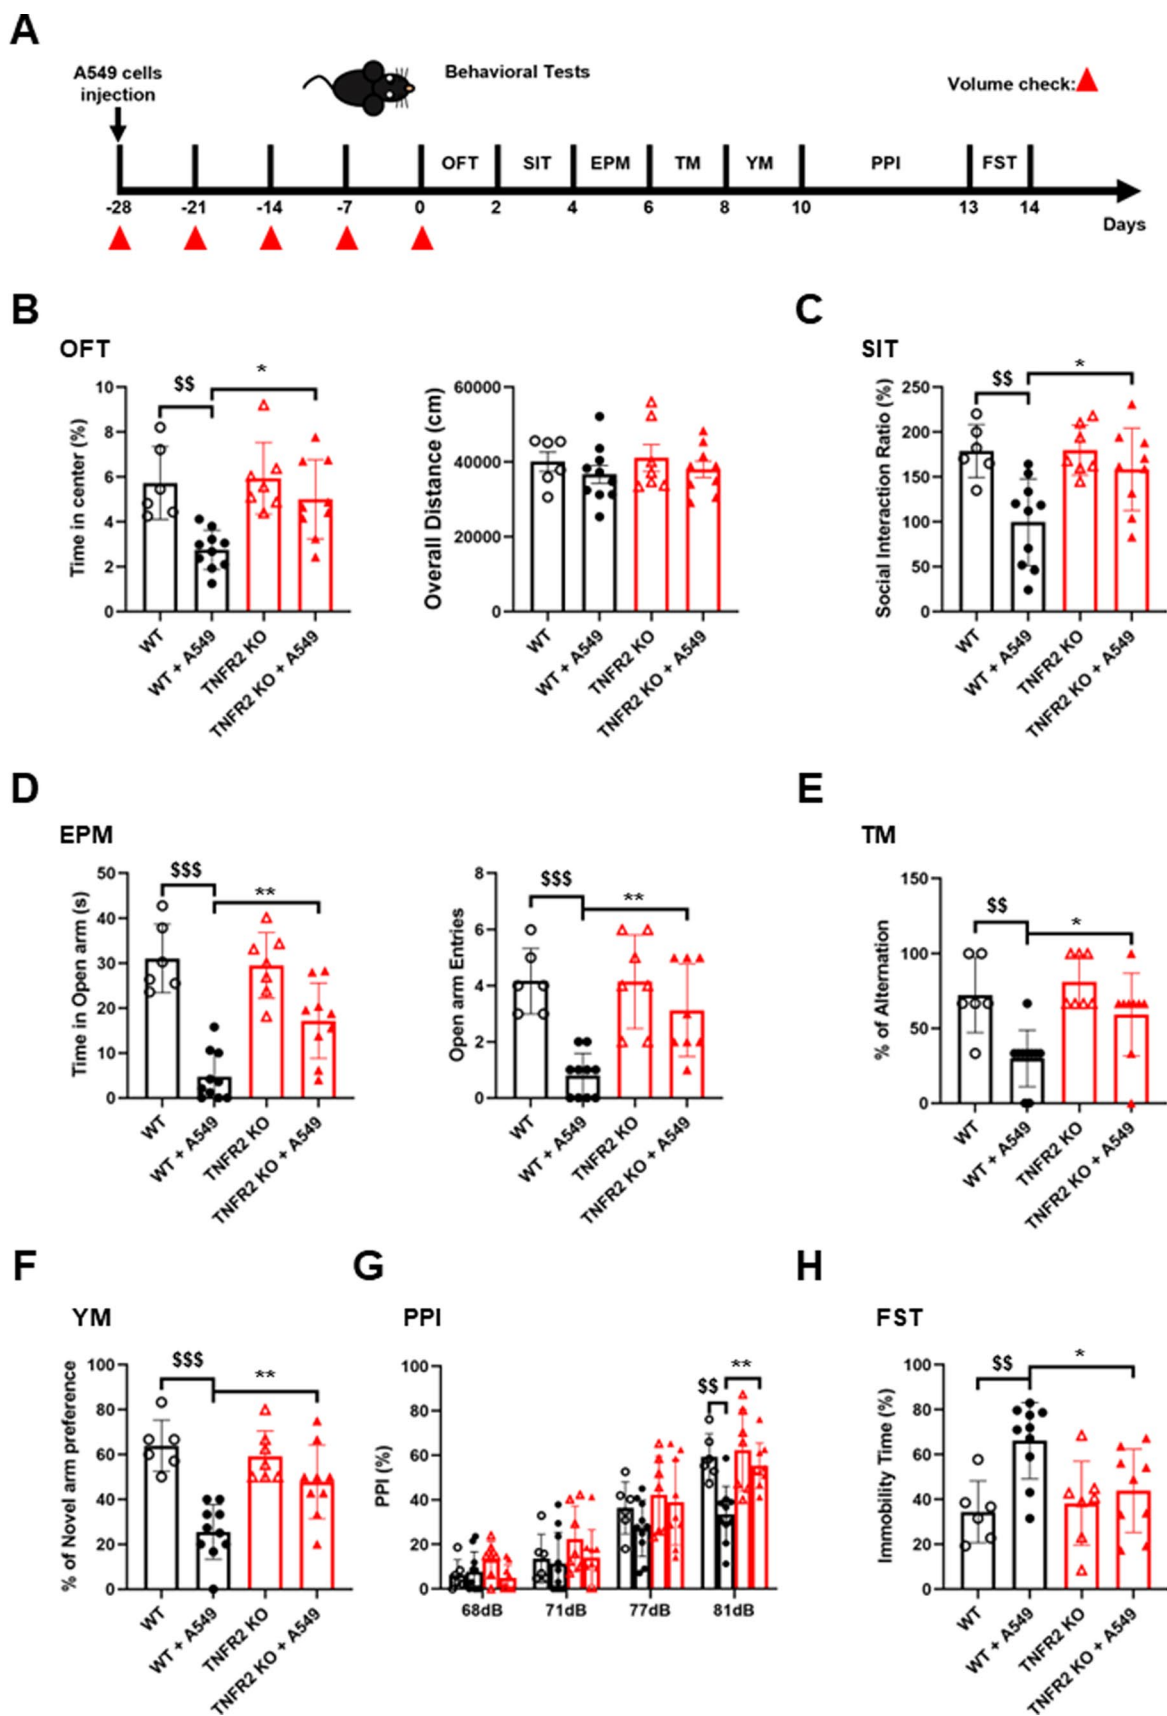 A
A549 cells
injection
Behavioral Tests
Volume check:
OFT SIT EPM TM YM PPI FST
-28 -21 -14 -7 0 2 4 6 8 10 13 14
Days
B
OFT
Time in center (%)
10
8
6
4
2
0
$$
*
WT
WT + A549
TNFR2 KO
TNFR2 KO + A549
Overall Distance (cm)
60000
40000
20000
0
WT
WT + A549
TNFR2 KO
TNFR2 KO + A549
C
SIT
Social Interaction Ratio (%)
250
200
150
100
50
0
$$
*
WT
WT + A549
TNFR2 KO
TNFR2 KO + A549
D
EPM
Time in Open arm (s)
50
40
30
20
10
0
$$$
**
WT
WT + A549
TNFR2 KO
TNFR2 KO + A549
Open arm Entries
8
6
4
2
0
$$$
**
WT
WT + A549
TNFR2 KO
TNFR2 KO + A549
E
TM
% of Alternation
150
100
50
0
$$
*
WT
WT + A549
TNFR2 KO
TNFR2 KO + A549
F
YM
% of Novel arm preference
100
80
60
40
20
0
$$$
**
WT
WT + A549
TNFR2 KO
TNFR2 KO + A549
G
PPI
PPI (%)
100
80
60
40
20
0
$$
**
68dB 71dB 77dB 81dB
H
FST
Immobility Time (%)
100
80
60
40
20
0
$$
*
WT
WT + A549
TNFR2 KO
TNFR2 KO + A549